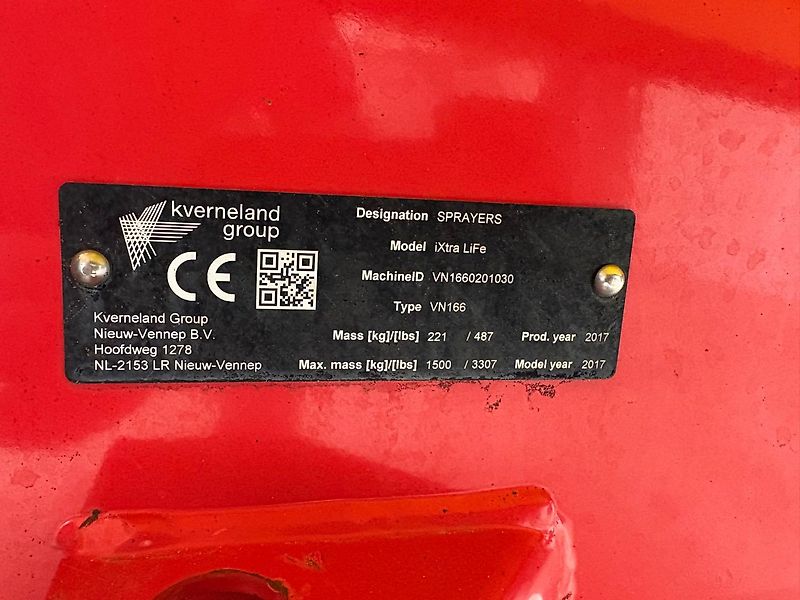 kverneland
group
CE
Kverneland Group
Nieuw-Vennep B.V.
Hoofdweg 1278
NL-2153 LR Nieuw-Vennep
Designation SPRAYERS
Model iXtra LiFe
MachineID VN1660201030
Type VN166
Mass [kg]/[lbs] 221 / 487 Prod. year 2017
Max. mass [kg]/[lbs] 1500 / 3307 Model year 2017